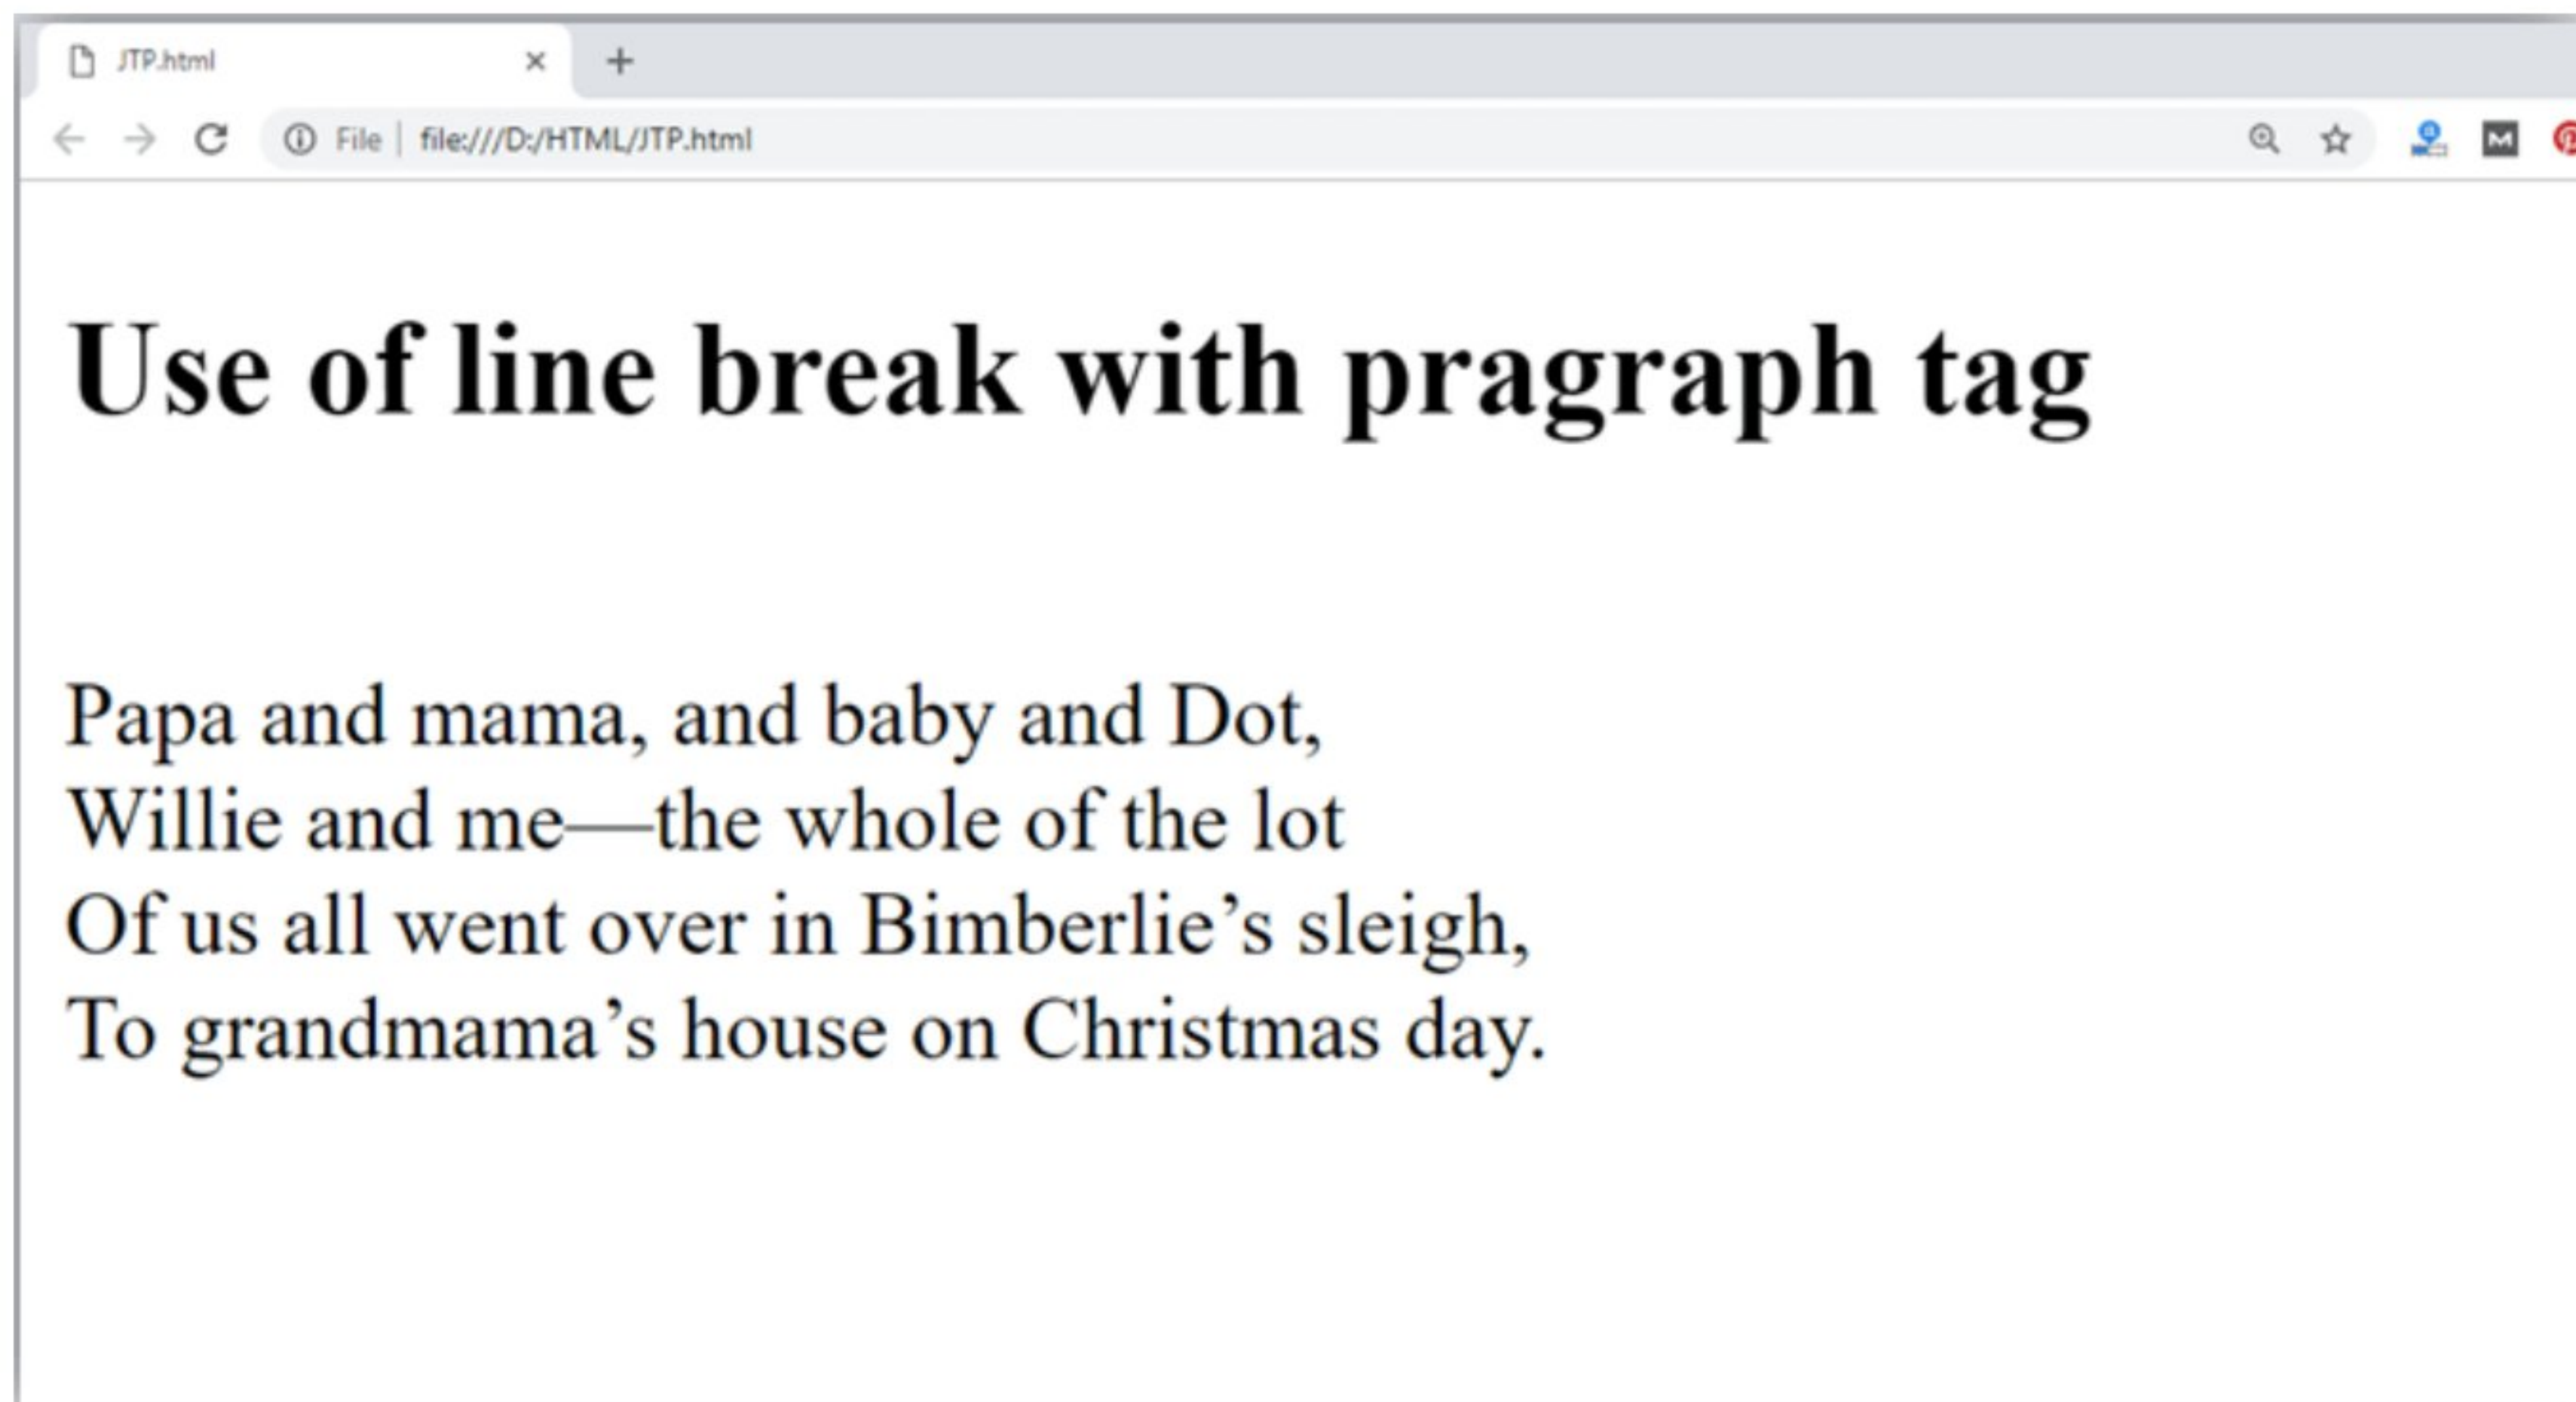 JTP.html
File file:///D:/HTML/JTP.html
Use of line break with pragraph tag
Papa and mama, and baby and Dot,
Willie and me—the whole of the lot
Of us all went over in Bimberlie’s sleigh,
To grandmama’s house on Christmas day.